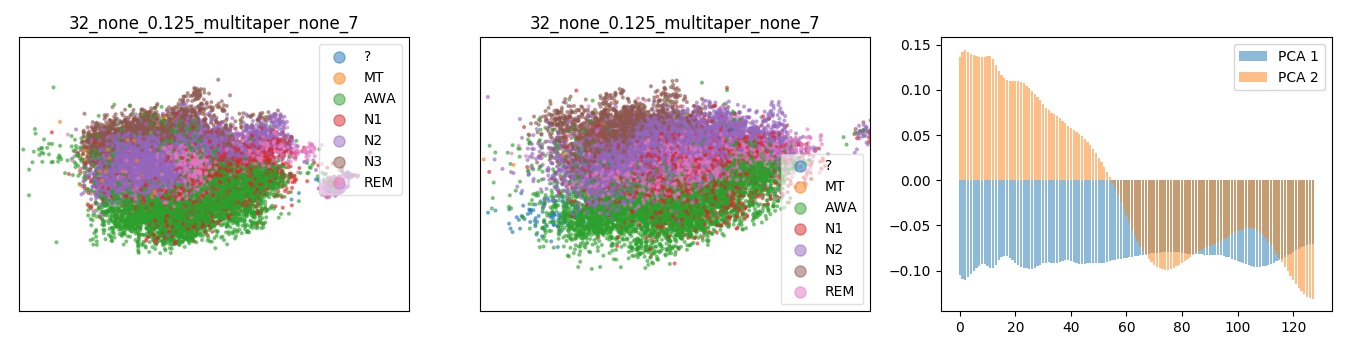 32_none_0.125_multitaper_none_7
?
MT
AWA
N1
N2
N3
REM
32_none_0.125_multitaper_none_7
?
MT
AWA
N1
N2
N3
REM
0.15
0.10
0.05
0.00
−0.05
−0.10
PCA 1
PCA 2
0 20 40 60 80 100 120